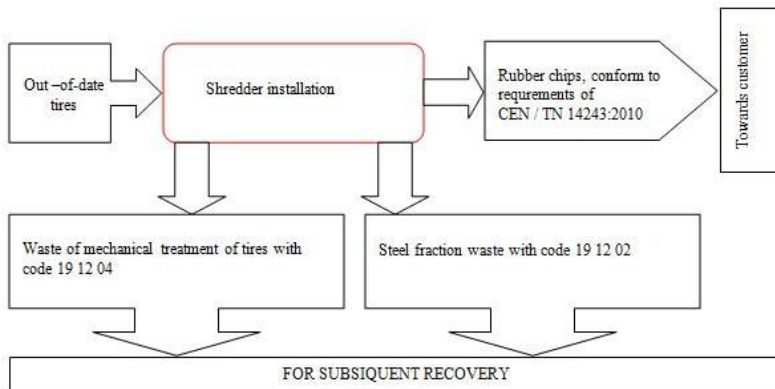 Out –of-date
tires
Shredder installation
Rubber chips, conform to
requrements of
CEN / TN 14243:2010
Towards customer
Waste of mechanical treatment of tires with
code 19 12 04
Steel fraction waste with code 19 12 02
FOR SUBSIQUENT RECOVERY